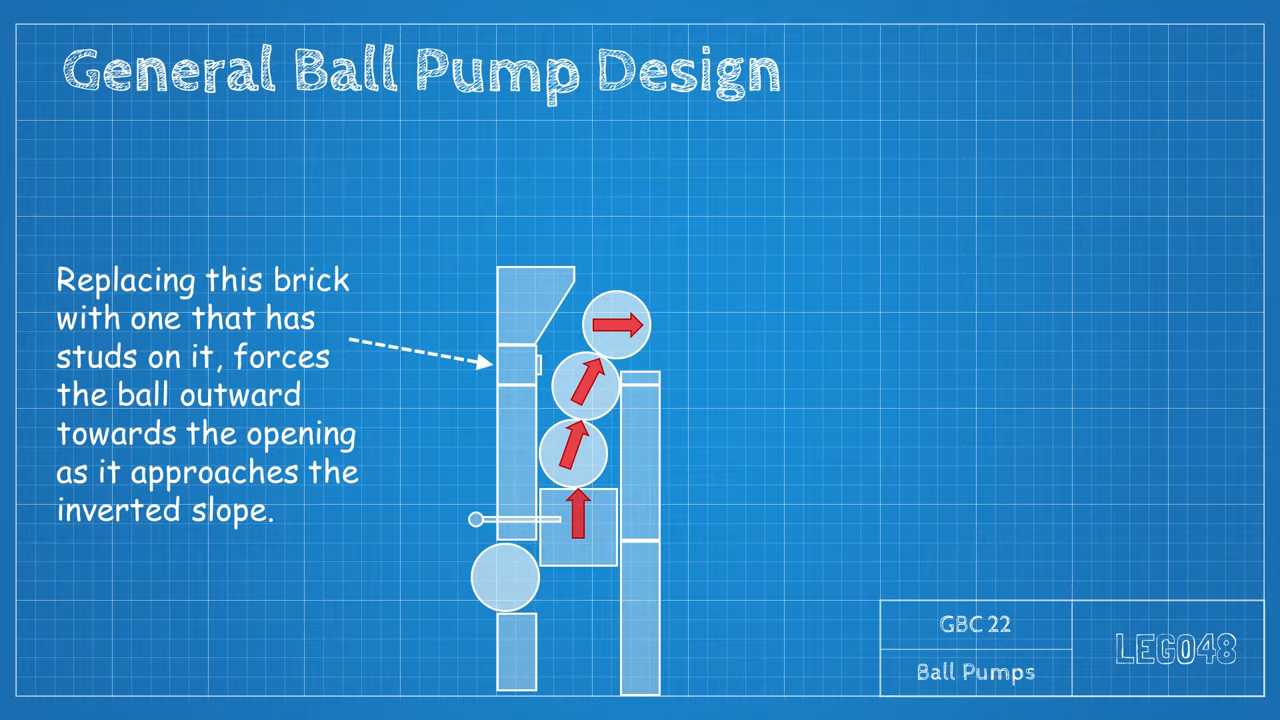 General Ball Pump Design
Replacing this brick
with one that has
studs on it, forces
the ball outward
towards the opening
as it approaches the
inverted slope.
GBC 22
Ball Pumps
LEGO48